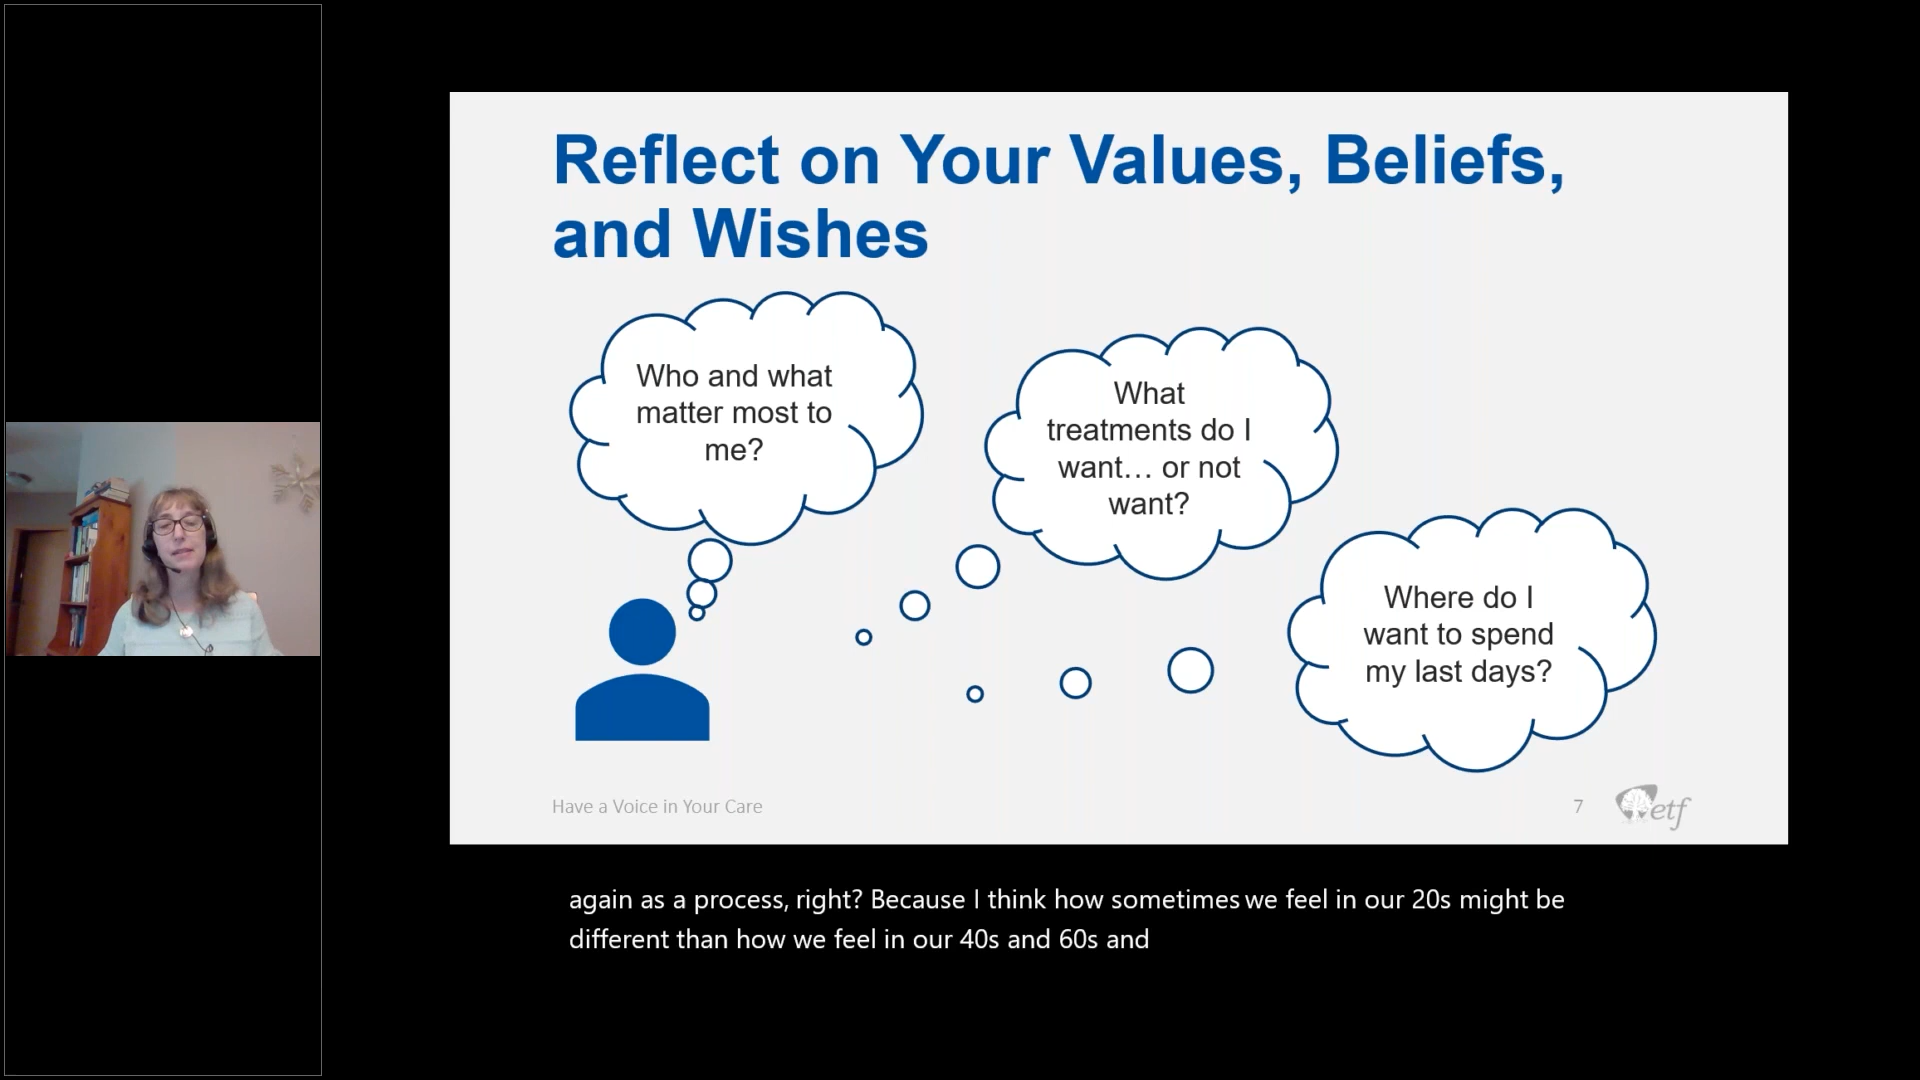 Reflect on Your Values, Beliefs,
and Wishes
Who and what
matter most to
me?
What
treatments do I
want… or not
want?
Where do I
want to spend
my last days?
Have a Voice in Your Care
7
etf
again as a process, right? Because I think how sometimes we feel in our 20s might be
different than how we feel in our 40s and 60s and